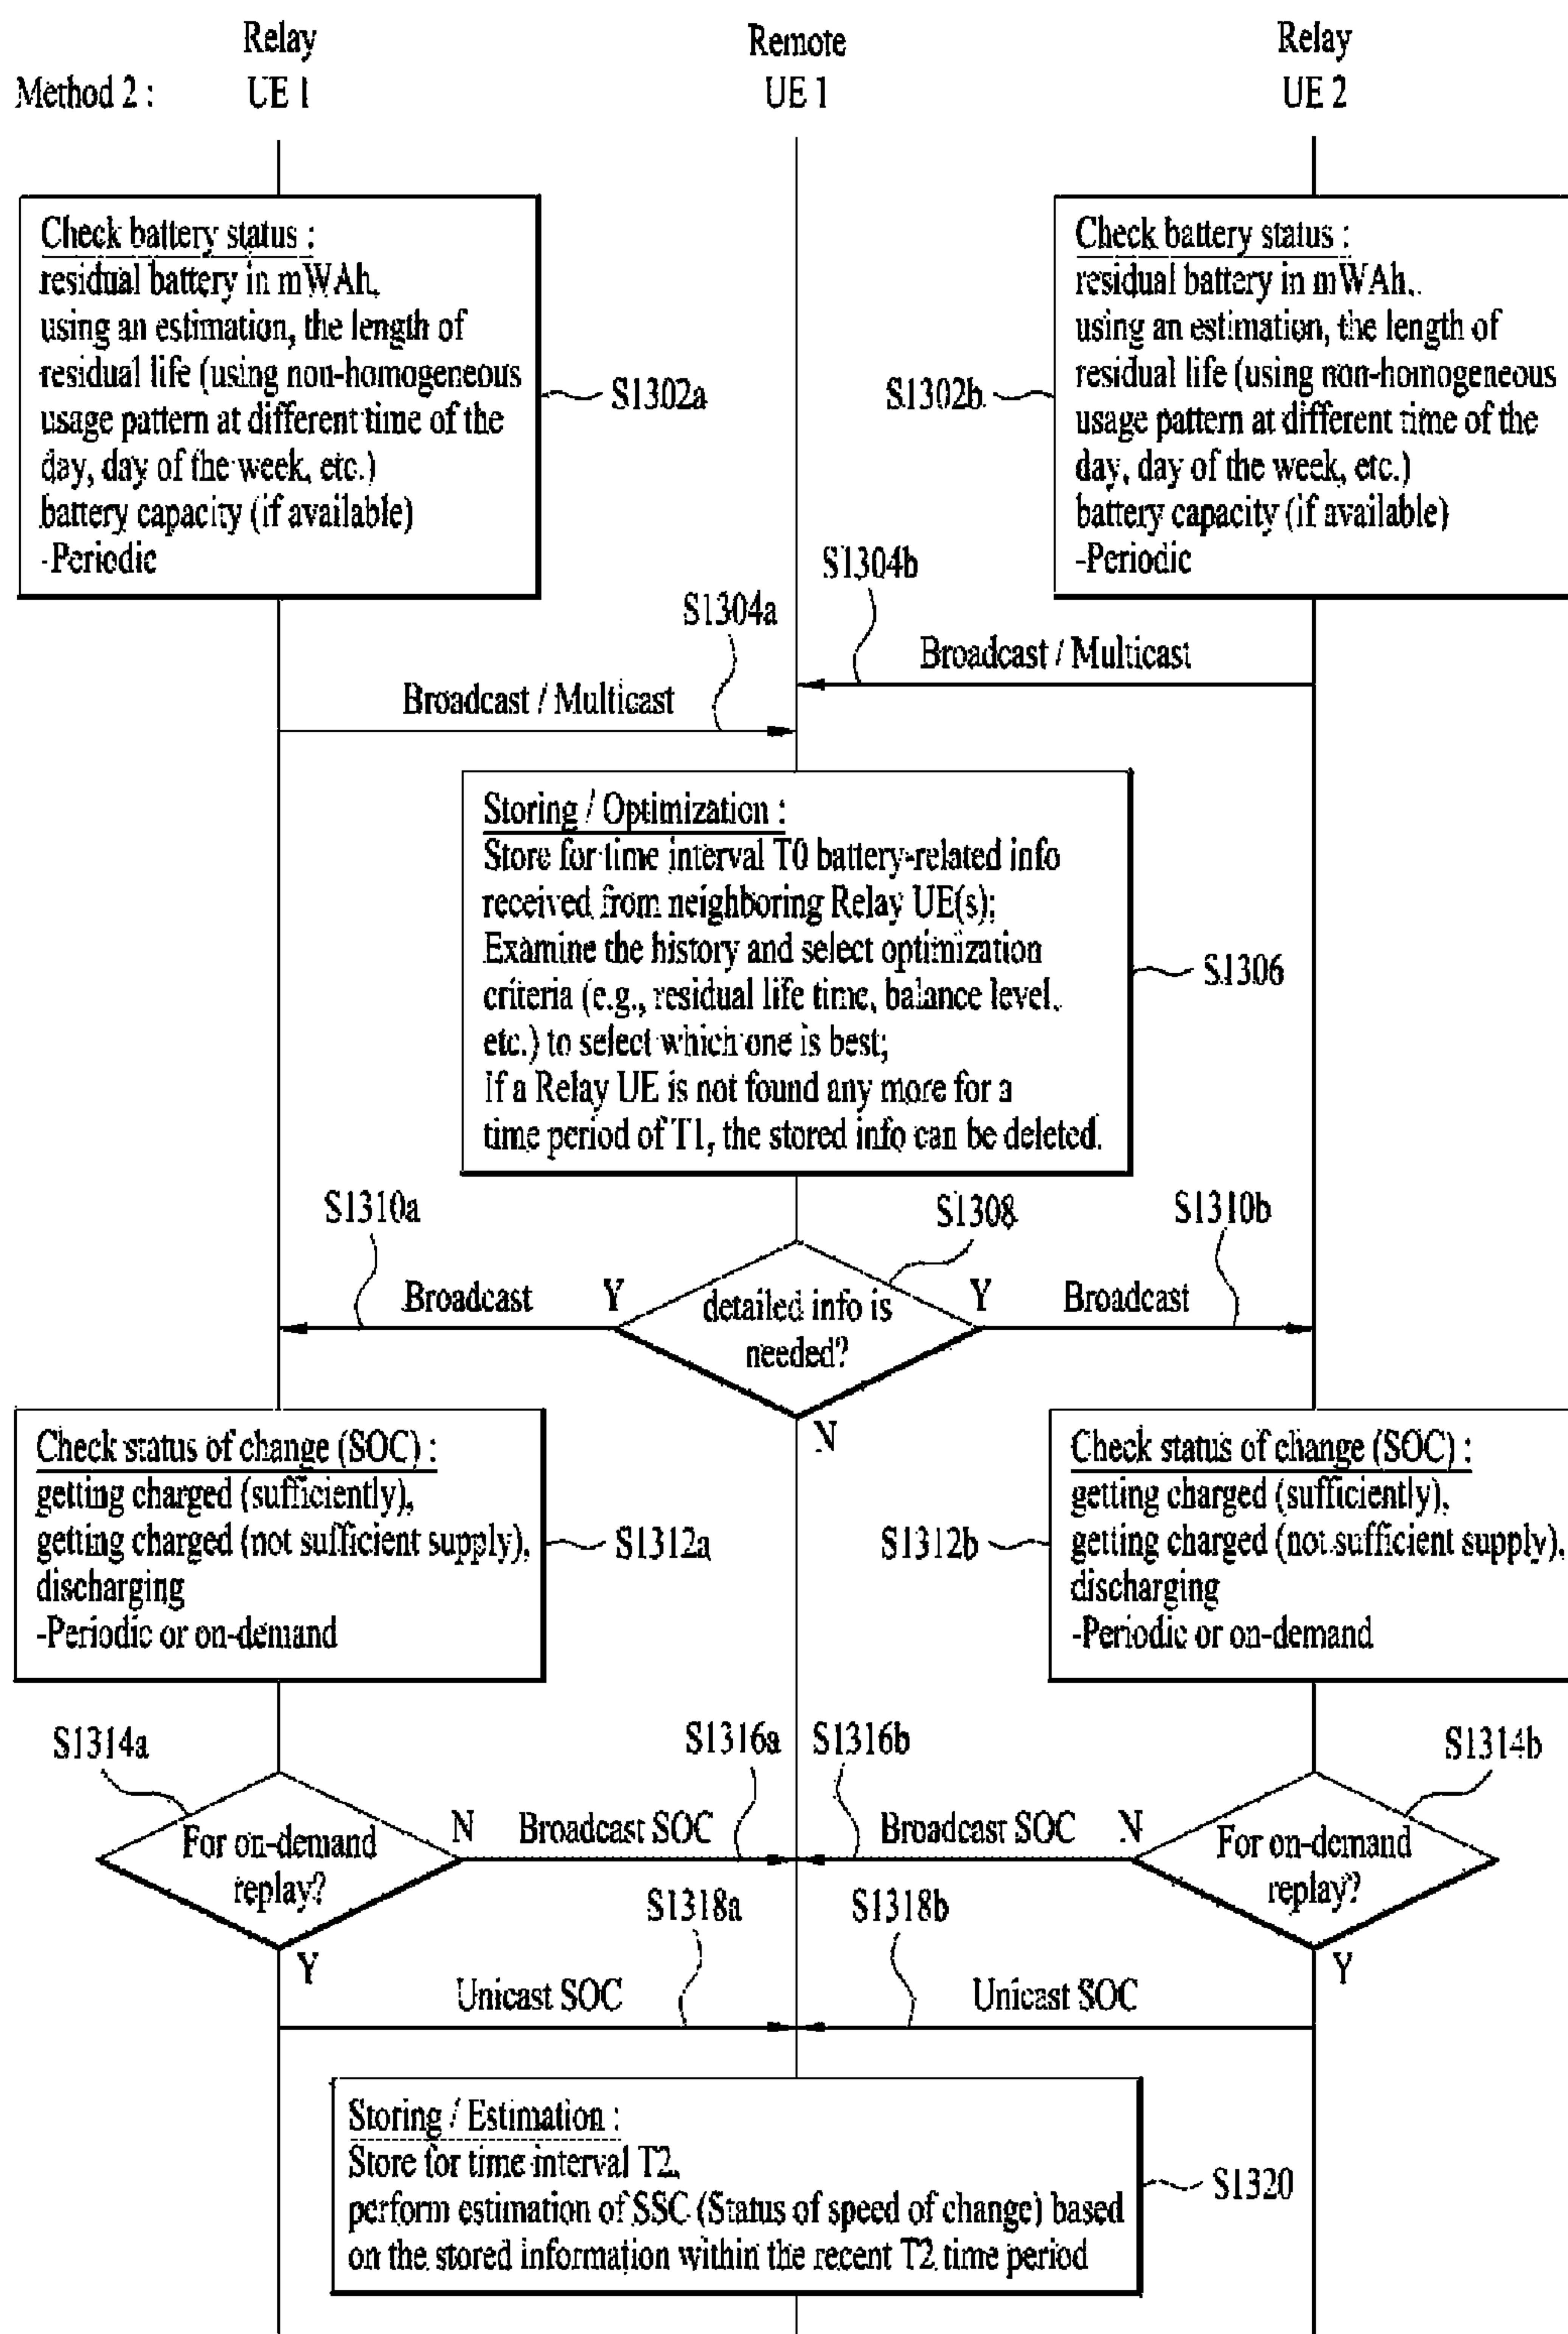 Relay
UE 1
Remote
UE 1
Relay
UE 2
Method 2 :
Check battery status :
residual battery in mWAh,
using an estimation, the length of
residual life (using non-homogeneous
usage pattern at different time of the
day, day of the week, etc.)
battery capacity (if available)
-Periodic
S1302a
Check battery status :
residual battery in mWAh,
using an estimation, the length of
residual life (using non-homogeneous
usage pattern at different time of the
day, day of the week, etc.)
battery capacity (if available)
-Periodic
S1302b
S1304b
Broadcast / Multicast
S1304a
Broadcast / Multicast
Storing / Optimization :
Store for time interval T0 battery-related info
received from neighboring Relay UE(s);
Examine the history and select optimization
criteria (e.g., residual life time, balance level,
etc.) to select which one is best;
If a Relay UE is not found any more for a
time period of T1, the stored info can be deleted.
S1306
S1310a
S1308
S1310b
Broadcast
Y
detailed info is
needed?
Y
Broadcast
N
Check status of change (SOC) :
getting charged (sufficiently),
getting charged (not sufficient supply),
discharging
-Periodic or on-demand
S1312a
Check status of change (SOC) :
getting charged (sufficiently),
getting charged (not sufficient supply),
discharging
-Periodic or on-demand
S1312b
S1314a
S1316a
S1316b
S1314b
For on-demand
replay?
N
Broadcast SOC
Broadcast SOC
N
For on-demand
replay?
S1318a
S1318b
Y
Y
Unicast SOC
Unicast SOC
Storing / Estimation :
Store for time interval T2,
perform estimation of SSC (Status of speed of change) based
on the stored information within the recent T2 time period
S1320